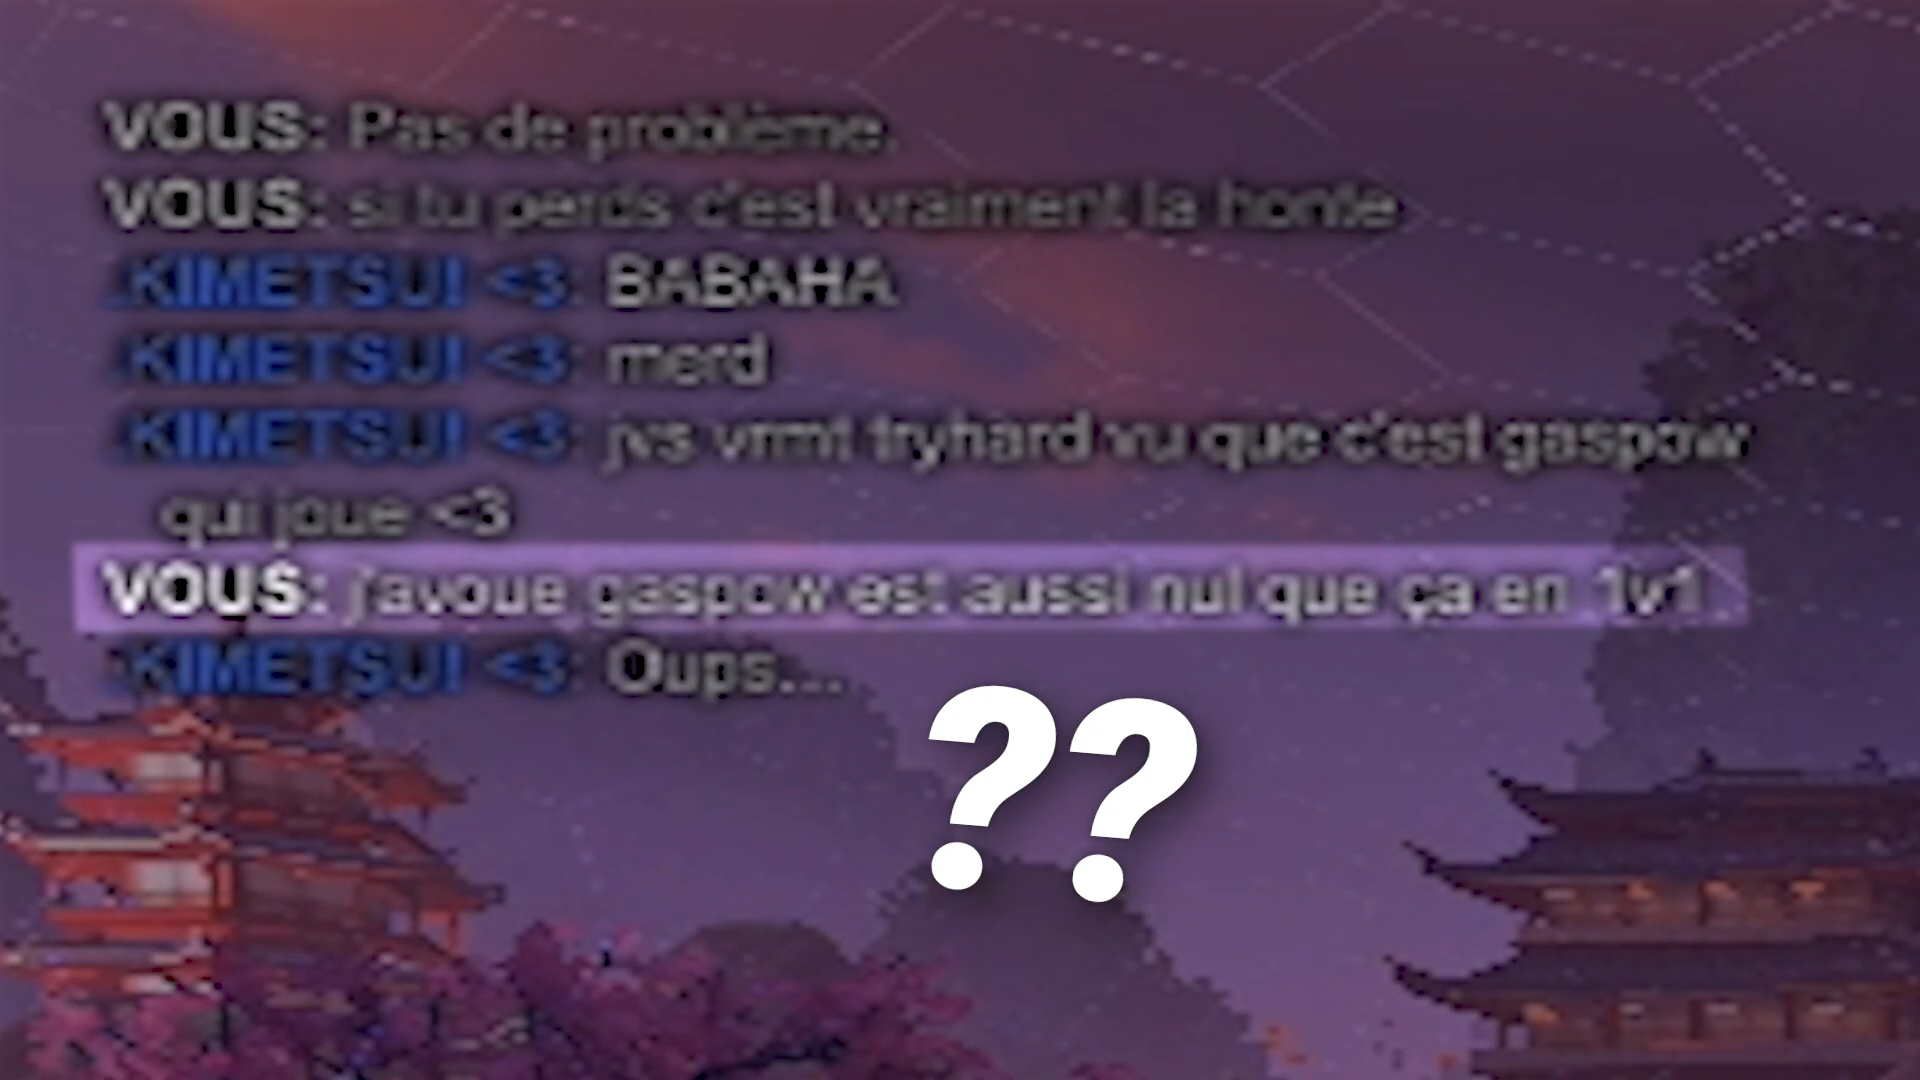 VOUS: Pas de problème.
VOUS: si tu perds c'est vraiment la honte
.KIMETSUI <3: BABAHA
.KIMETSUI <3: merd
.KIMETSUI <3: jvs vrmt tryhard vu que c'est gaspow
qui joue <3
VOUS: j'avoue gaspow est aussi nul que ça en 1v1
.KIMETSUI <3: Oups...
??